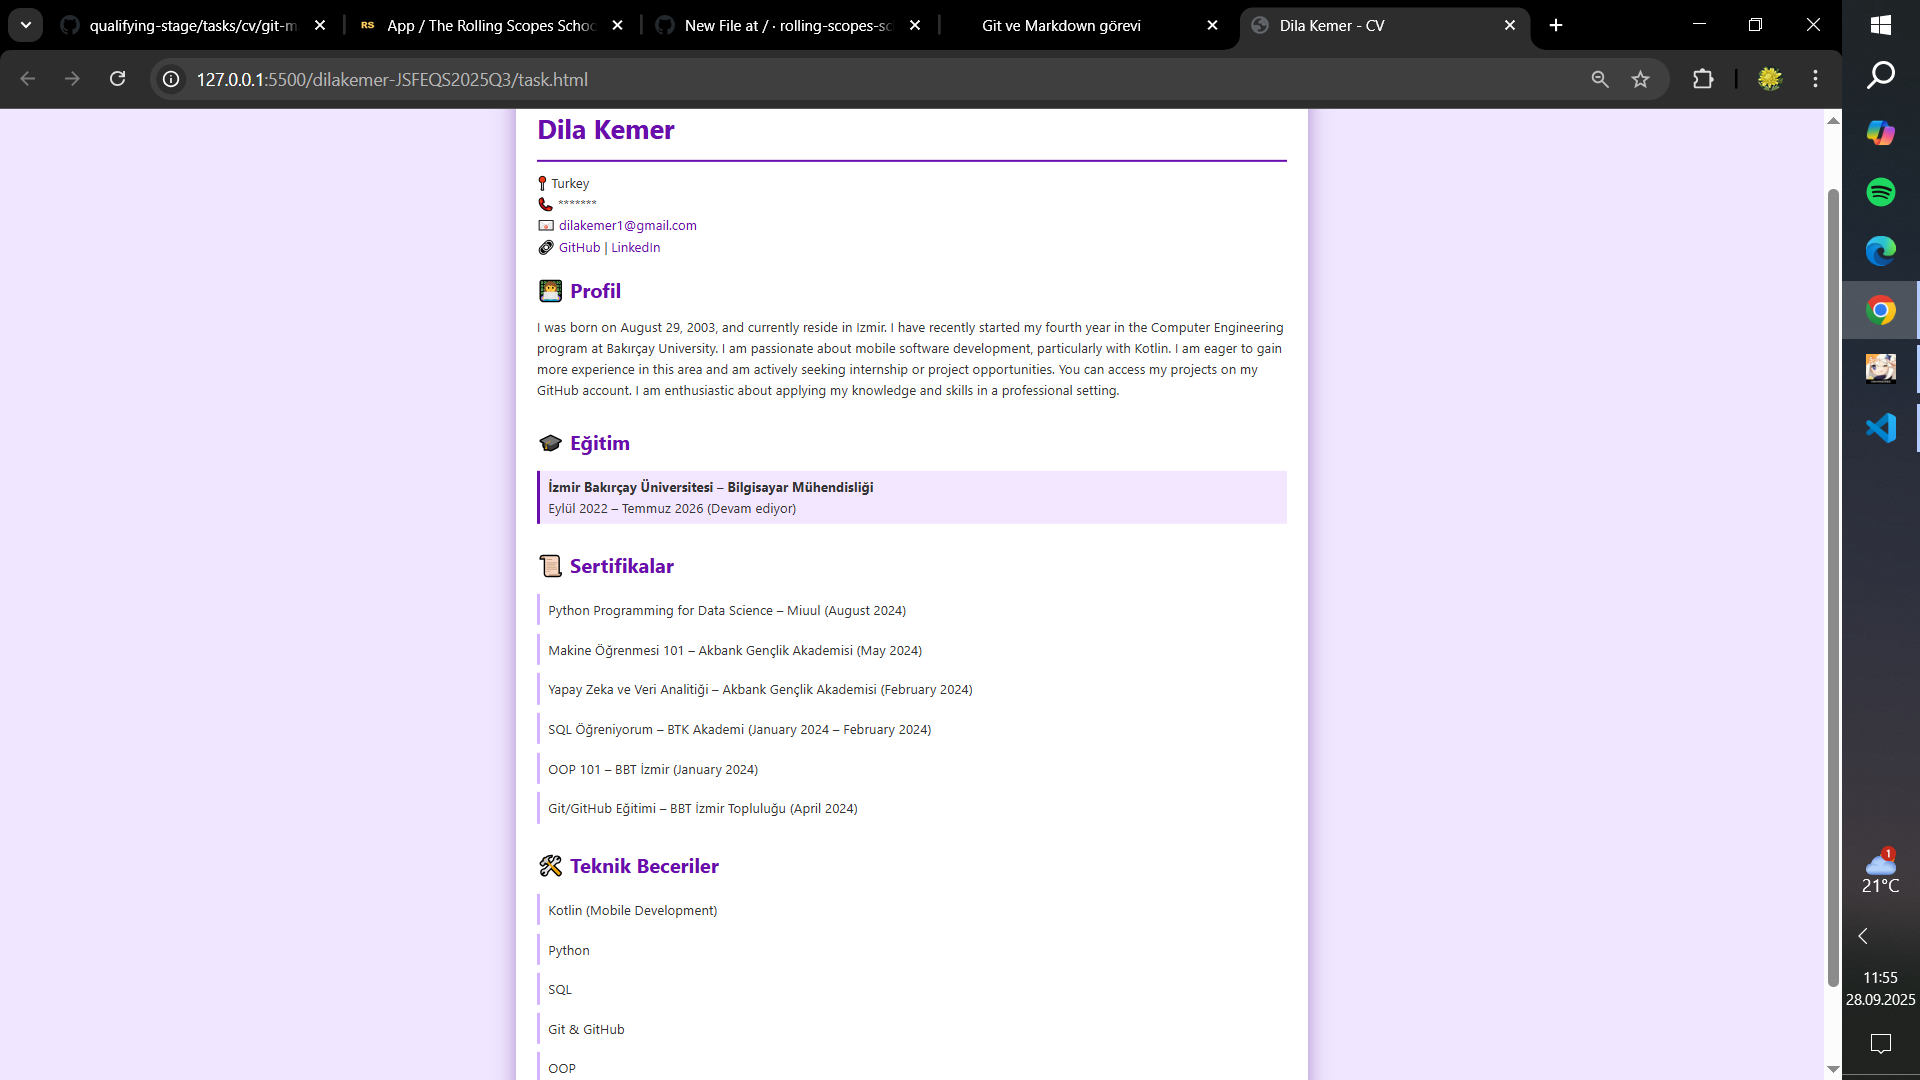 qualifying-stage/tasks/cv/git-m
RS App / The Rolling Scopes Schoo
New File at / · rolling-scopes-sc
Git ve Markdown görevi
Dila Kemer - CV
127.0.0.1:5500/dilakemer-JSFEQS2025Q3/task.html
Dila Kemer
Turkey
*******
dilakemer1@gmail.com
GitHub | LinkedIn
Profil
I was born on August 29, 2003, and currently reside in Izmir. I have recently started my fourth year in the Computer Engineering
program at Bakırçay University. I am passionate about mobile software development, particularly with Kotlin. I am eager to gain
more experience in this area and am actively seeking internship or project opportunities. You can access my projects on my
GitHub account. I am enthusiastic about applying my knowledge and skills in a professional setting.
Eğitim
İzmir Bakırçay Üniversitesi – Bilgisayar Mühendisliği
Eylül 2022 – Temmuz 2026 (Devam ediyor)
Sertifikalar
Python Programming for Data Science – Miuul (August 2024)
Makine Öğrenmesi 101 – Akbank Gençlik Akademisi (May 2024)
Yapay Zeka ve Veri Analitiği – Akbank Gençlik Akademisi (February 2024)
SQL Öğreniyorum – BTK Akademi (January 2024 – February 2024)
OOP 101 – BBT İzmir (January 2024)
Git/GitHub Eğitimi – BBT İzmir Topluluğu (April 2024)
Teknik Beceriler
Kotlin (Mobile Development)
Python
SQL
Git & GitHub
OOP
1
21°C
11:55
28.09.2025